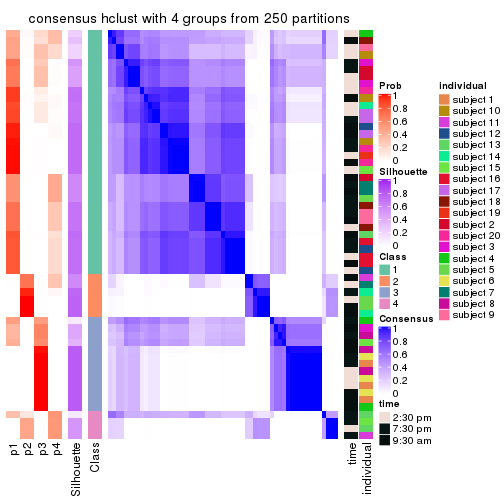 consensus hclust with 4 groups from 250 partitions
Prob
1
0.8
0.6
0.4
0.2
0
Silhouette
1
0.8
0.6
0.4
0.2
0
Class
1
2
3
4
Consensus
1
0.8
0.6
0.4
0.2
0
time
2:30 pm
7:30 pm
9:30 am
individual
subject 1
subject 10
subject 11
subject 12
subject 13
subject 14
subject 15
subject 16
subject 17
subject 18
subject 19
subject 2
subject 20
subject 3
subject 4
subject 5
subject 6
subject 7
subject 8
subject 9
p1
p2
p3
p4
Silhouette
Class
time
individual